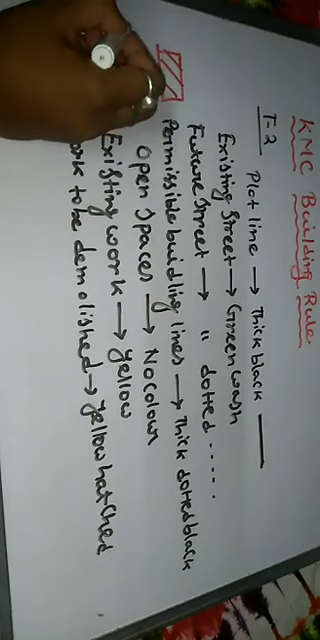 KMC Building Rule
T-2 Plot line → Thick black ——
Existing Street → Green wash
Future Street → " dotted .....
Permissible buidling lines → Thick dotted black
Open Spaces → No colour
Existing work → Yellow
to be demolished → Yellow hatched